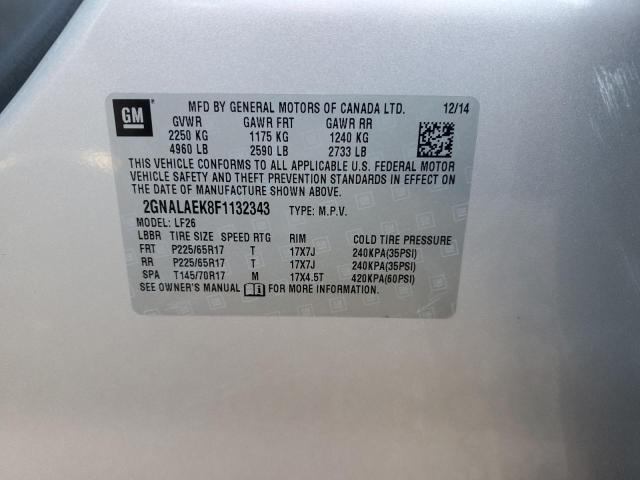 GM
MFD BY GENERAL MOTORS OF CANADA LTD. 12/14
GVWR GAWR FRT GAWR RR
2250 KG 1175 KG 1240 KG
4960 LB 2590 LB 2733 LB
THIS VEHICLE CONFORMS TO ALL APPLICABLE U.S. FEDERAL MOTOR
VEHICLE SAFETY AND THEFT PREVENTION STANDARDS IN EFFECT ON
THE DATE OF MANUFACTURE SHOWN ABOVE.
2GNALAEK8F1132343 TYPE: M.P.V.
MODEL: LF26
LBBR TIRE SIZE SPEED RTG RIM COLD TIRE PRESSURE
FRT P225/65R17 T 17X7J 240KPA(35PSI)
RR P225/65R17 T 17X7J 240KPA(35PSI)
SPA T145/70R17 M 17X4.5T 420KPA(60PSI)
SEE OWNER'S MANUAL FOR MORE INFORMATION.